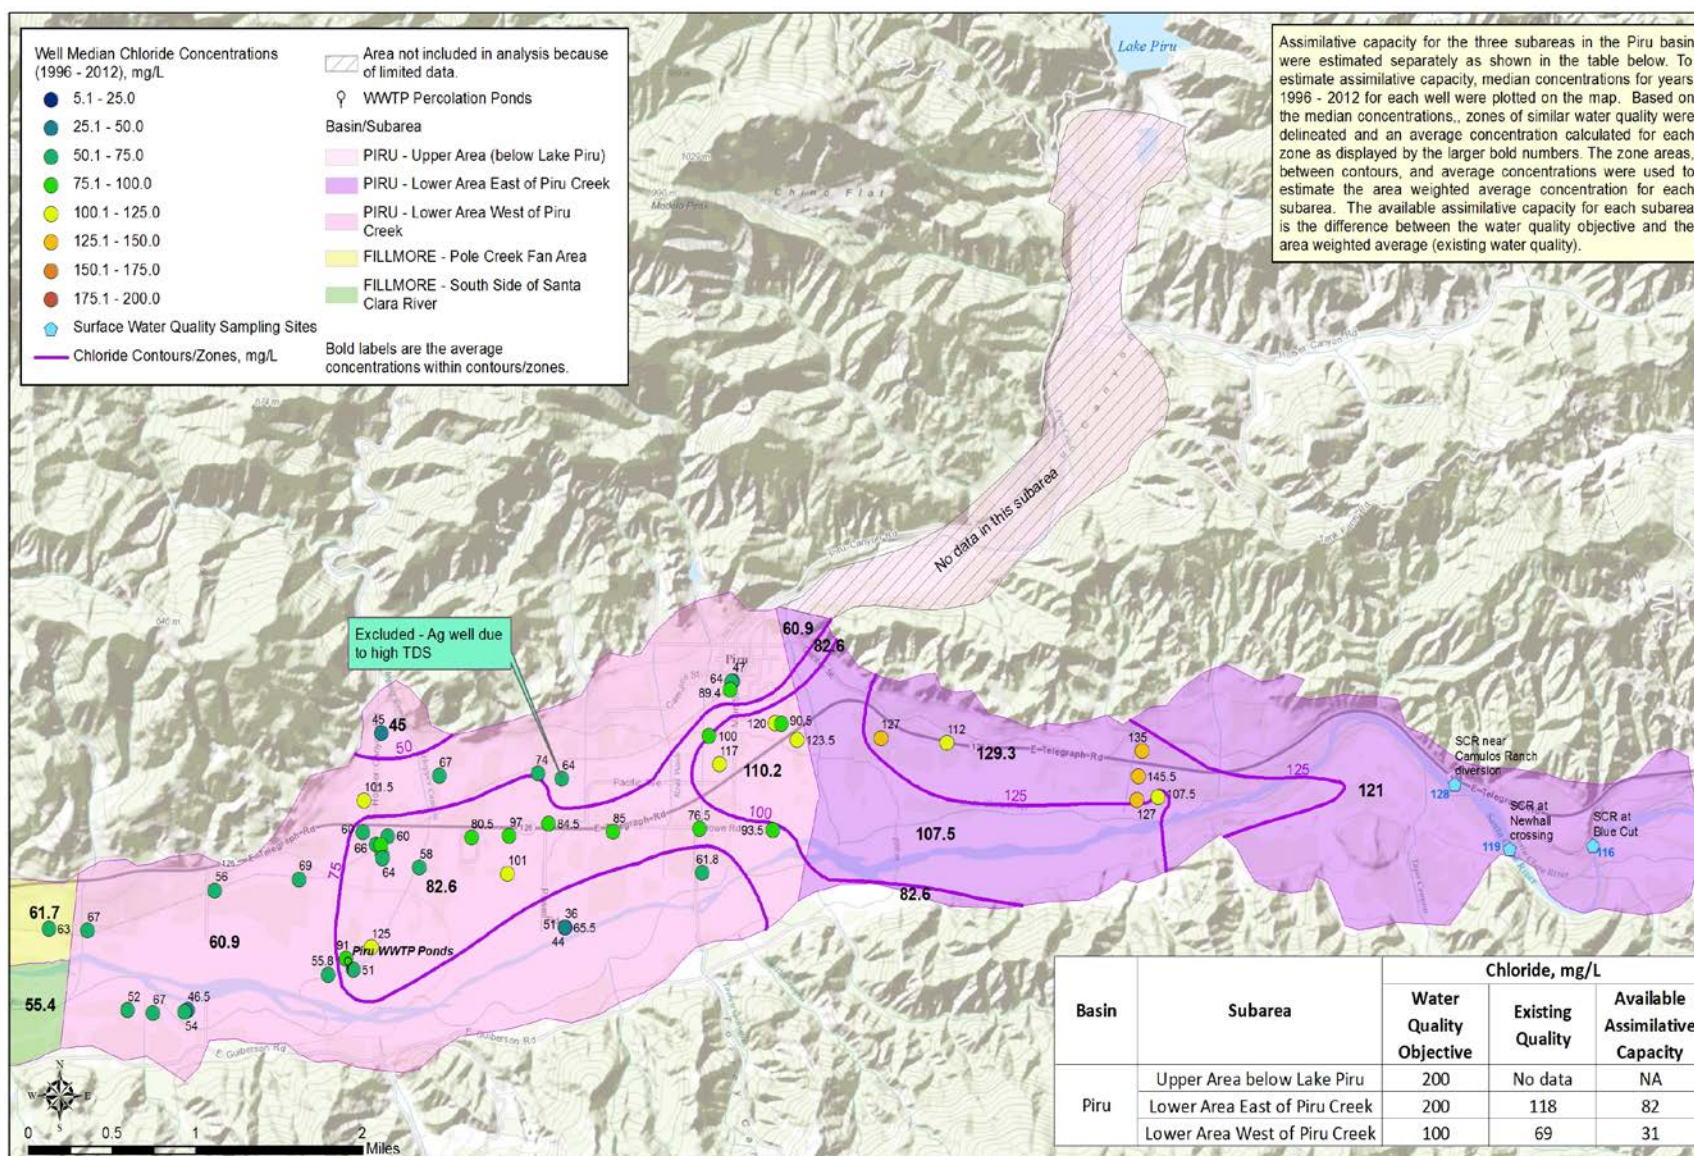 Well Median Chloride Concentrations
(1996 - 2012), mg/L
5.1 - 25.0
25.1 - 50.0
50.1 - 75.0
75.1 - 100.0
100.1 - 125.0
125.1 - 150.0
150.1 - 175.0
175.1 - 200.0
Surface Water Quality Sampling Sites
Chloride Contours/Zones, mg/L
Area not included in analysis because
of limited data.
WWTP Percolation Ponds
Basin/Subarea
PIRU - Upper Area (below Lake Piru)
PIRU - Lower Area East of Piru Creek
PIRU - Lower Area West of Piru
Creek
FILLMORE - Pole Creek Fan Area
FILLMORE - South Side of Santa
Clara River
Bold labels are the average
concentrations within contours/zones.
Lake Piru
Assimilative capacity for the three subareas in the Piru basin
were estimated separately as shown in the table below. To
estimate assimilative capacity, median concentrations for years
1996 - 2012 for each well were plotted on the map. Based on
the median concentrations,, zones of similar water quality were
delineated and an average concentration calculated for each
zone as displayed by the larger bold numbers. The zone areas,
between contours, and average concentrations were used to
estimate the area weighted average concentration for each
subarea. The available assimilative capacity for each subarea
is the difference between the water quality objective and the
area weighted average (existing water quality).
Chino Flat
No data in this subarea
Excluded - Ag well due
to high TDS
60.9
82.6
Piru
47
64
89.4
45
45
50
120
90.5
100
123.5
117
110.2
127
112
129.3
135
145.5
107.5
127
125
125
121
E-Telegraph-Rd
SCR near
Camulos Ranch
diversion
128
SCR at
Newhall
crossing
119
SCR at
Blue Cut
116
67
74
64
101.5
60
66
60
64
75
80.5
97
84.5
85
E-Telegraph-Rd
76.5
100
93.5
107.5
82.6
69
56
58
82.6
101
61.8
61.7
63
67
60.9
125
91
Piru WWTP Ponds
51
55.8
36
51
65.5
44
55.4
52
67
46.5
54
E Guiberson Rd
E Guiberson Rd
N
W E
S
0 0.5 1 2
Miles
Chloride, mg/L
Basin Subarea Water Quality Objective Existing Quality Available Assimilative Capacity
Piru
Upper Area below Lake Piru 200 No data NA
Lower Area East of Piru Creek 200 118 82
Lower Area West of Piru Creek 100 69 31